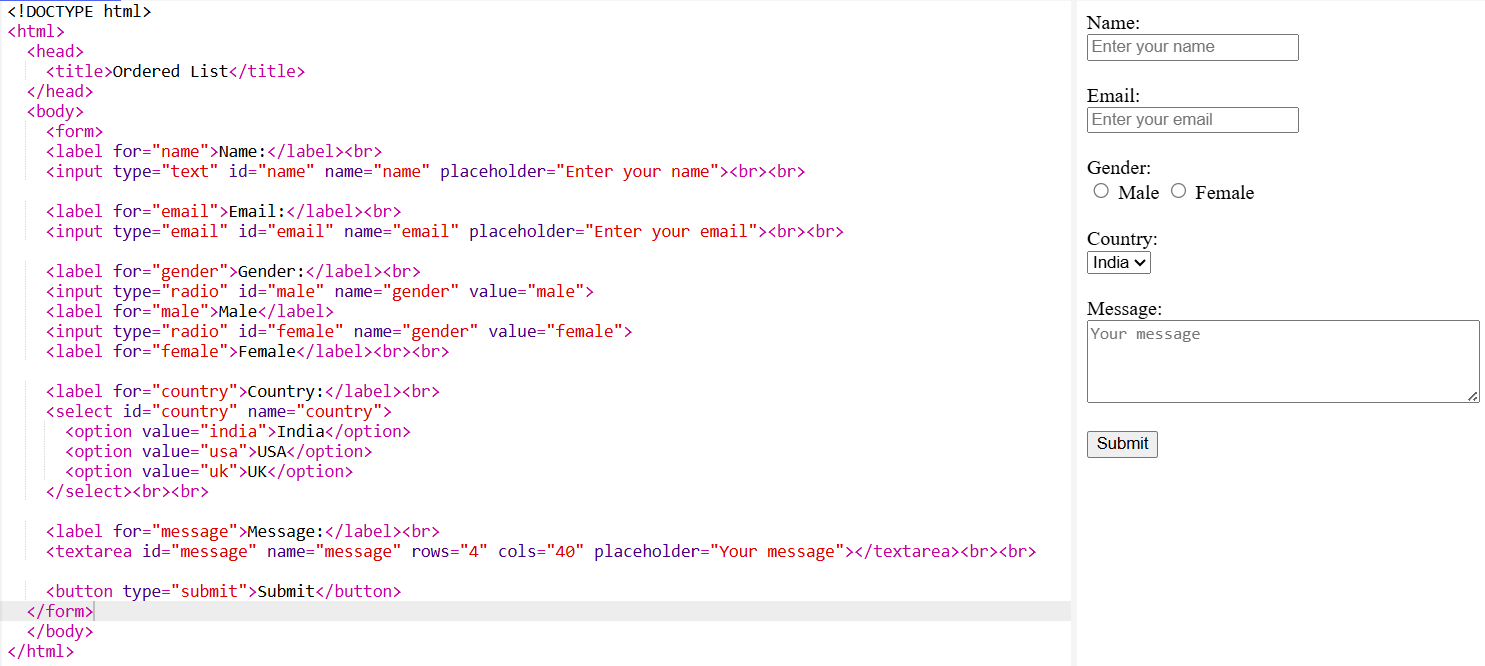 <!DOCTYPE html>
<html>
  <head>
    <title>Ordered List</title>
  </head>
  <body>
    <form>
    <label for="name">Name:</label><br>
    <input type="text" id="name" name="name" placeholder="Enter your name"><br><br>

    <label for="email">Email:</label><br>
    <input type="email" id="email" name="email" placeholder="Enter your email"><br><br>

    <label for="gender">Gender:</label><br>
    <input type="radio" id="male" name="gender" value="male">
    <label for="male">Male</label>
    <input type="radio" id="female" name="gender" value="female">
    <label for="female">Female</label><br><br>

    <label for="country">Country:</label><br>
    <select id="country" name="country">
      <option value="india">India</option>
      <option value="usa">USA</option>
      <option value="uk">UK</option>
    </select><br><br>

    <label for="message">Message:</label><br>
    <textarea id="message" name="message" rows="4" cols="40" placeholder="Your message"></textarea><br><br>

    <button type="submit">Submit</button>
  </form>
  </body>
</html>
Name:
Enter your name
Email:
Enter your email
Gender:
Male Female
Country:
India
Message:
Your message
Submit